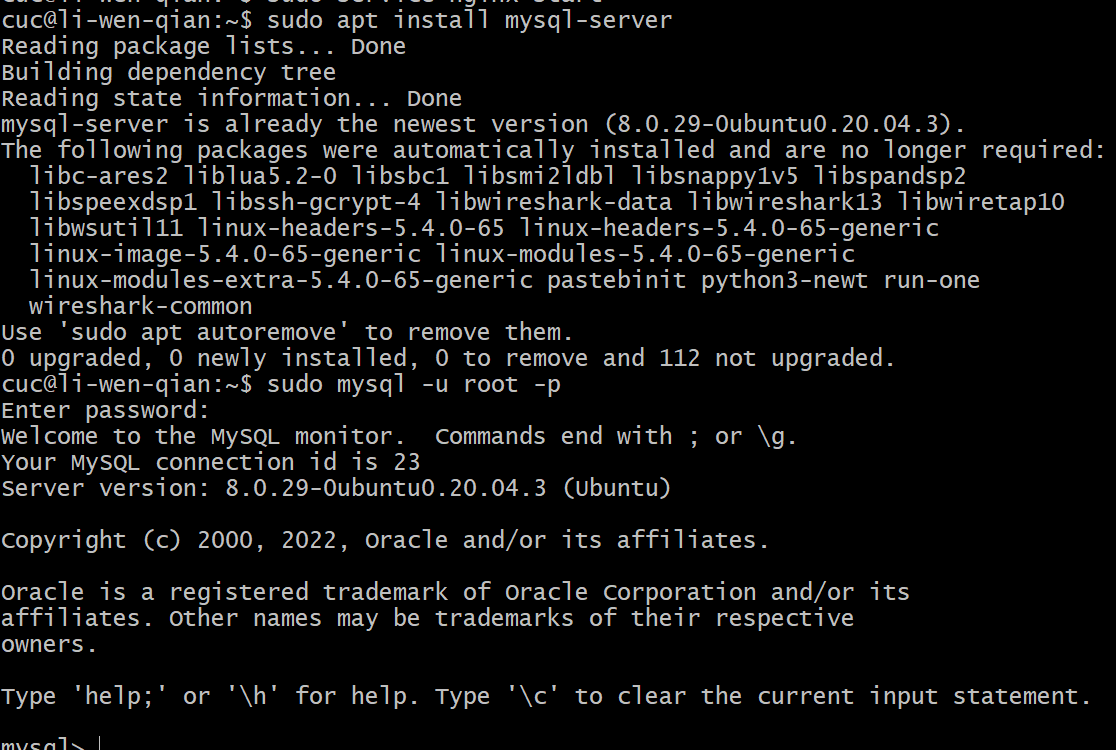 cuc@li-wen-qian:~$ sudo service nginx start
cuc@li-wen-qian:~$ sudo apt install mysql-server
Reading package lists... Done
Building dependency tree
Reading state information... Done
mysql-server is already the newest version (8.0.29-0ubuntu0.20.04.3).
The following packages were automatically installed and are no longer required:
  libc-ares2 liblua5.2-0 libsbc1 libsmi2ldbl libsnappy1v5 libspandsp2
  libspeexdsp1 libssh-gcrypt-4 libwireshark-data libwireshark13 libwiretap10
  libwsutil11 linux-headers-5.4.0-65 linux-headers-5.4.0-65-generic
  linux-image-5.4.0-65-generic linux-modules-5.4.0-65-generic
  linux-modules-extra-5.4.0-65-generic pastebinit python3-newt run-one
  wireshark-common
Use 'sudo apt autoremove' to remove them.
0 upgraded, 0 newly installed, 0 to remove and 112 not upgraded.
cuc@li-wen-qian:~$ sudo mysql -u root -p
Enter password:
Welcome to the MySQL monitor.  Commands end with ; or \g.
Your MySQL connection id is 23
Server version: 8.0.29-0ubuntu0.20.04.3 (Ubuntu)

Copyright (c) 2000, 2022, Oracle and/or its affiliates.

Oracle is a registered trademark of Oracle Corporation and/or its
affiliates. Other names may be trademarks of their respective
owners.

Type 'help;' or '\h' for help. Type '\c' to clear the current input statement.

mysql>